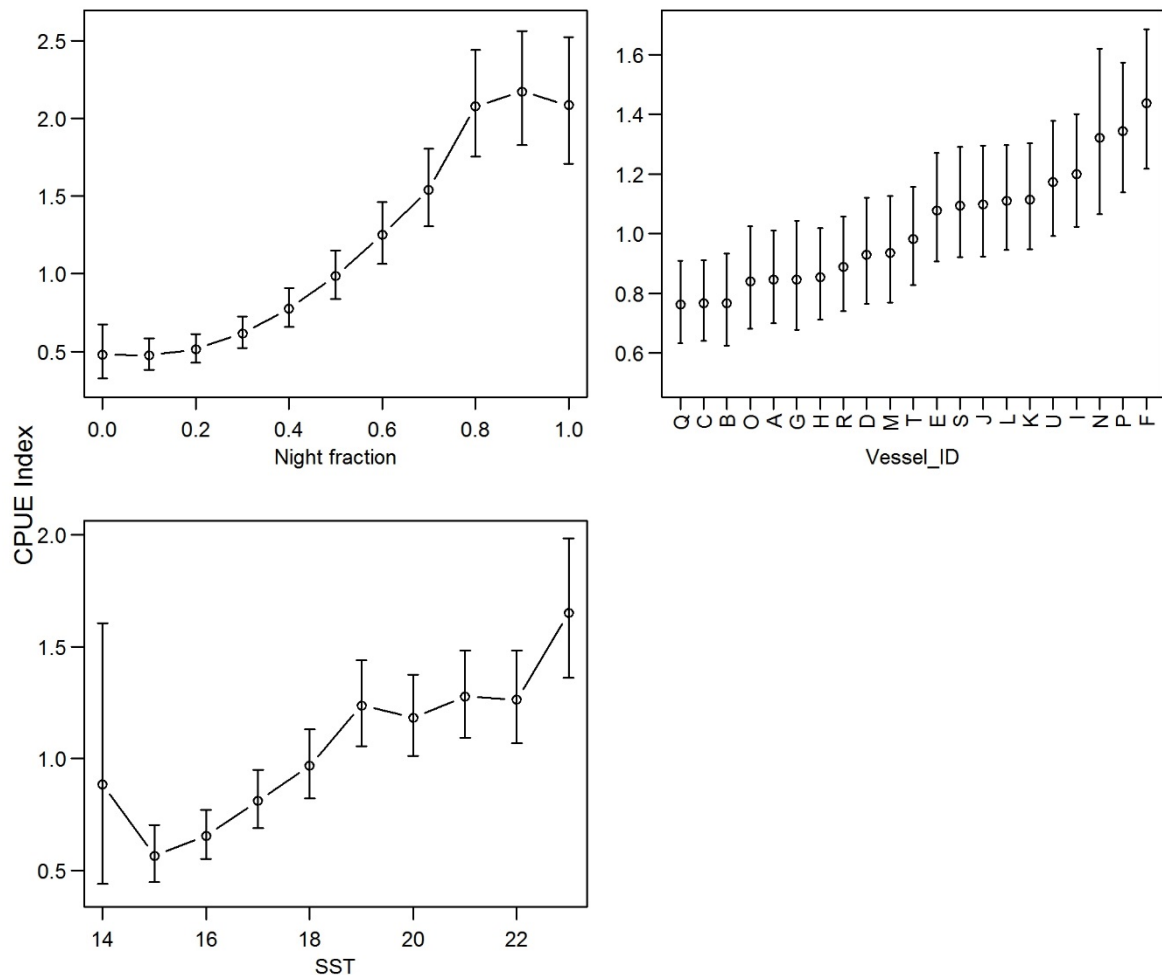 2.5
2.0
1.5
1.0
0.5
0.0 0.2 0.4 0.6 0.8 1.0
Night fraction
1.6
1.4
1.2
1.0
0.8
0.6
Q C B O A G H R D M T E S J L K U I N P F
Vessel_ID
CPUE Index
2.0
1.5
1.0
0.5
14 16 18 20 22
SST